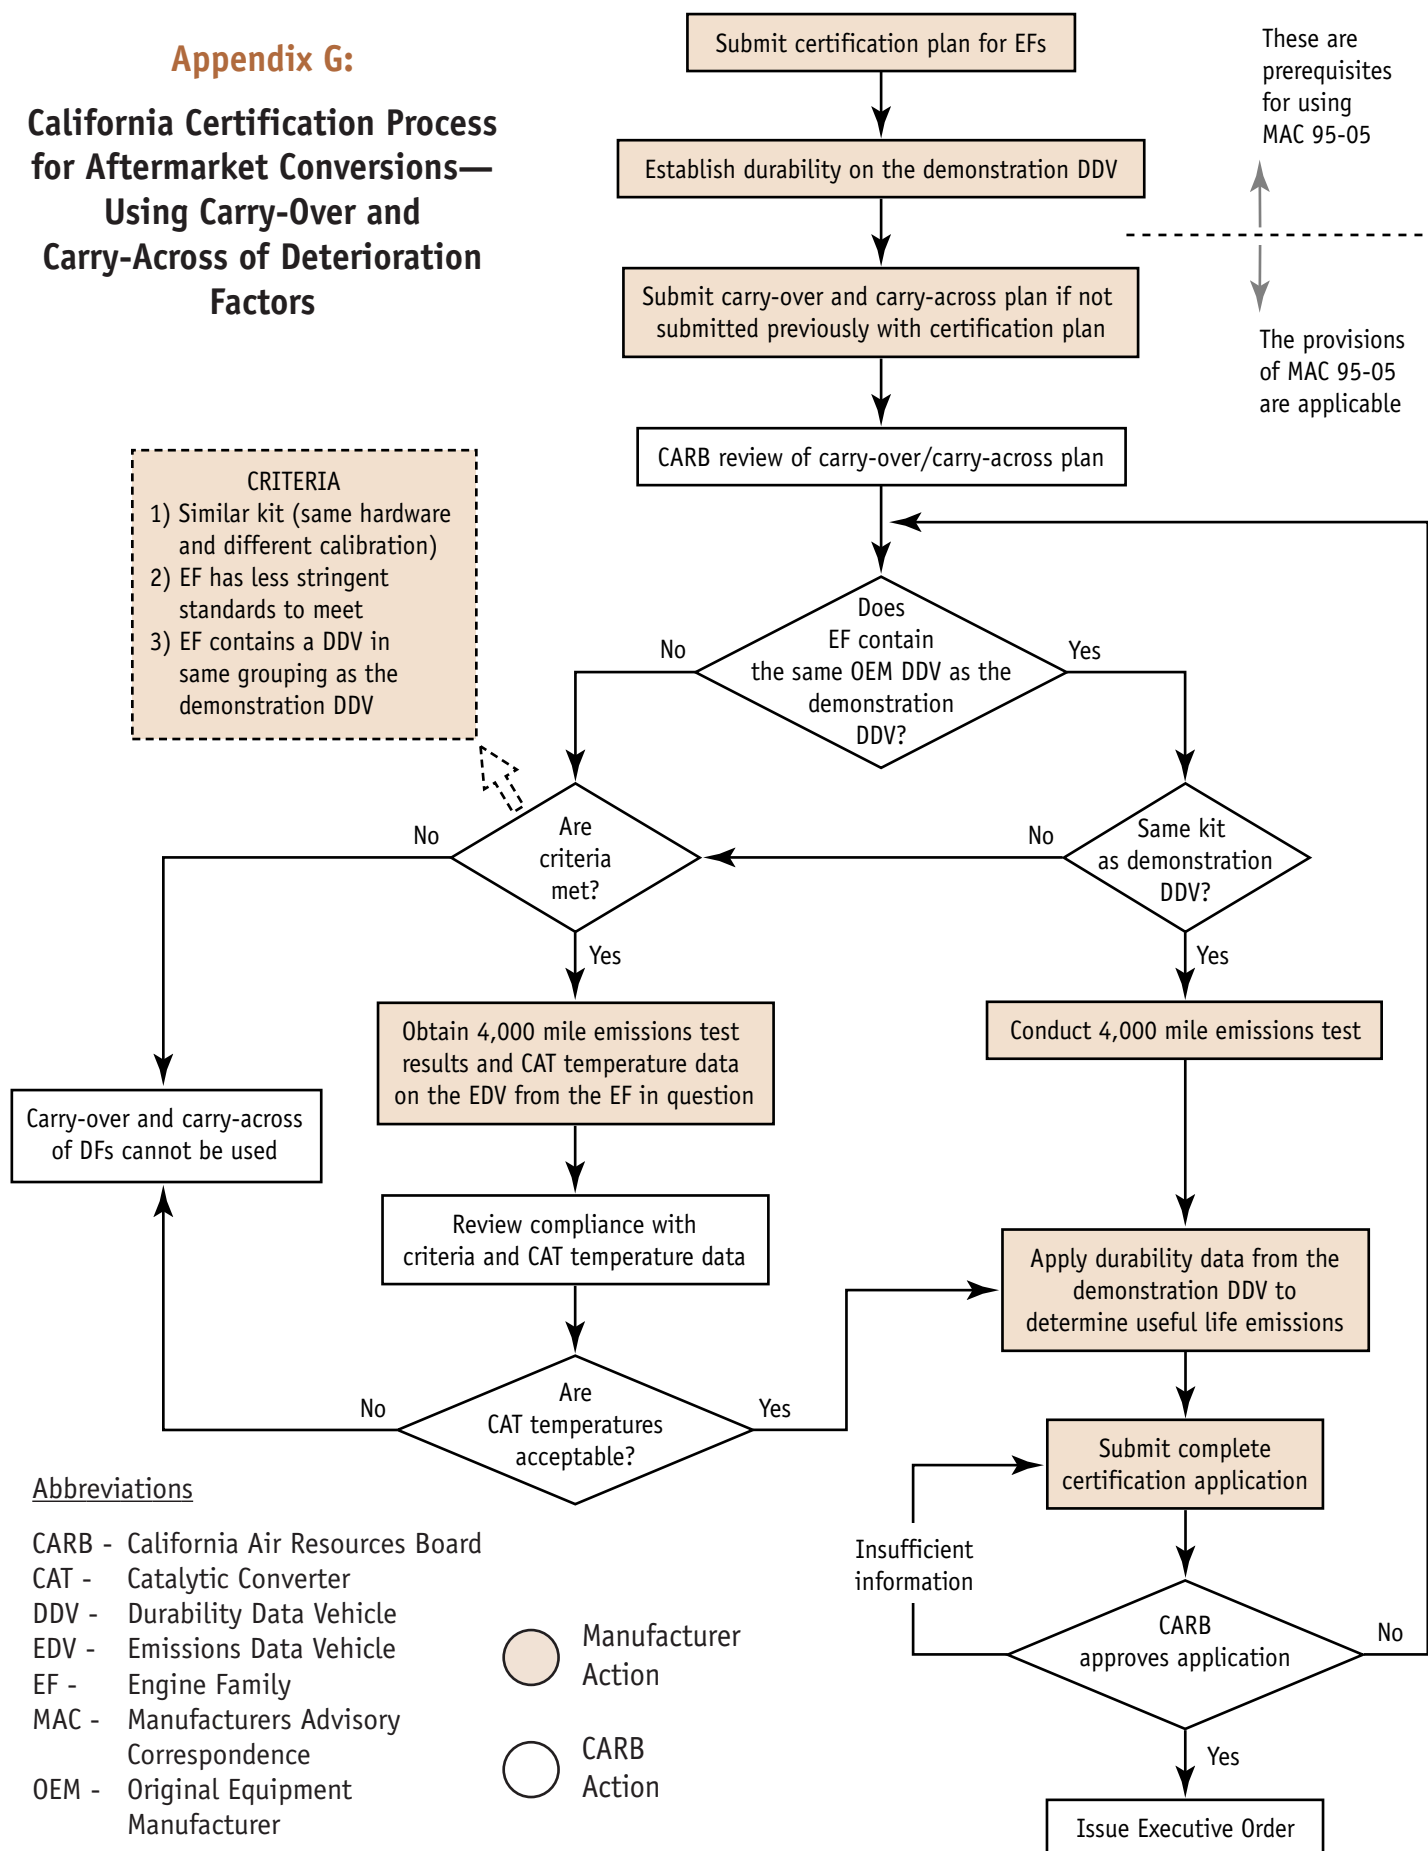 Appendix G:
California Certification Process
for Aftermarket Conversions—
Using Carry-Over and
Carry-Across of Deterioration
Factors
Submit certification plan for EFs
These are
prerequisites
for using
MAC 95-05
Establish durability on the demonstration DDV
Submit carry-over and carry-across plan if not
submitted previously with certification plan
The provisions
of MAC 95-05
are applicable
CARB review of carry-over/carry-across plan
CRITERIA
1) Similar kit (same hardware
and different calibration)
2) EF has less stringent
standards to meet
3) EF contains a DDV in
same grouping as the
demonstration DDV
Does
EF contain
the same OEM DDV as the
demonstration
DDV?
No
Yes
Are
criteria
met?
No
Yes
Same kit
as demonstration
DDV?
No
Yes
Obtain 4,000 mile emissions test
results and CAT temperature data
on the EDV from the EF in question
Conduct 4,000 mile emissions test
Carry-over and carry-across
of DFs cannot be used
Review compliance with
criteria and CAT temperature data
Apply durability data from the
demonstration DDV to
determine useful life emissions
Are
CAT temperatures
acceptable?
No
Yes
Submit complete
certification application
Insufficient
information
CARB
approves application
No
Yes
Issue Executive Order
Abbreviations
CARB - California Air Resources Board
CAT - Catalytic Converter
DDV - Durability Data Vehicle
EDV - Emissions Data Vehicle
EF - Engine Family
MAC - Manufacturers Advisory
Correspondence
OEM - Original Equipment
Manufacturer
Manufacturer
Action
CARB
Action